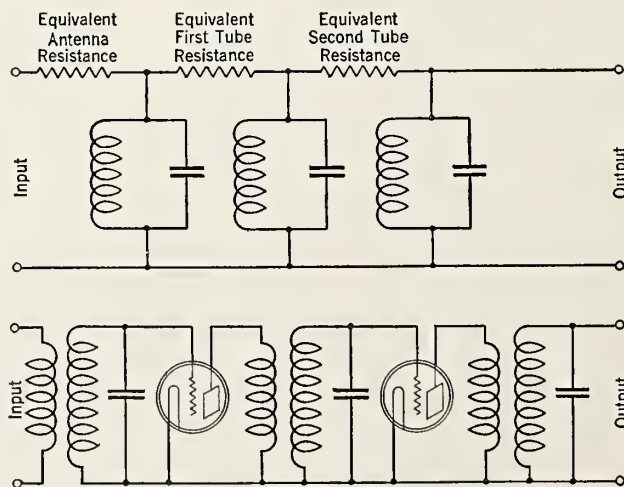 Equivalent
Antenna
Resistance
Equivalent
First Tube
Resistance
Equivalent
Second Tube
Resistance
Input
Output
Input
Output